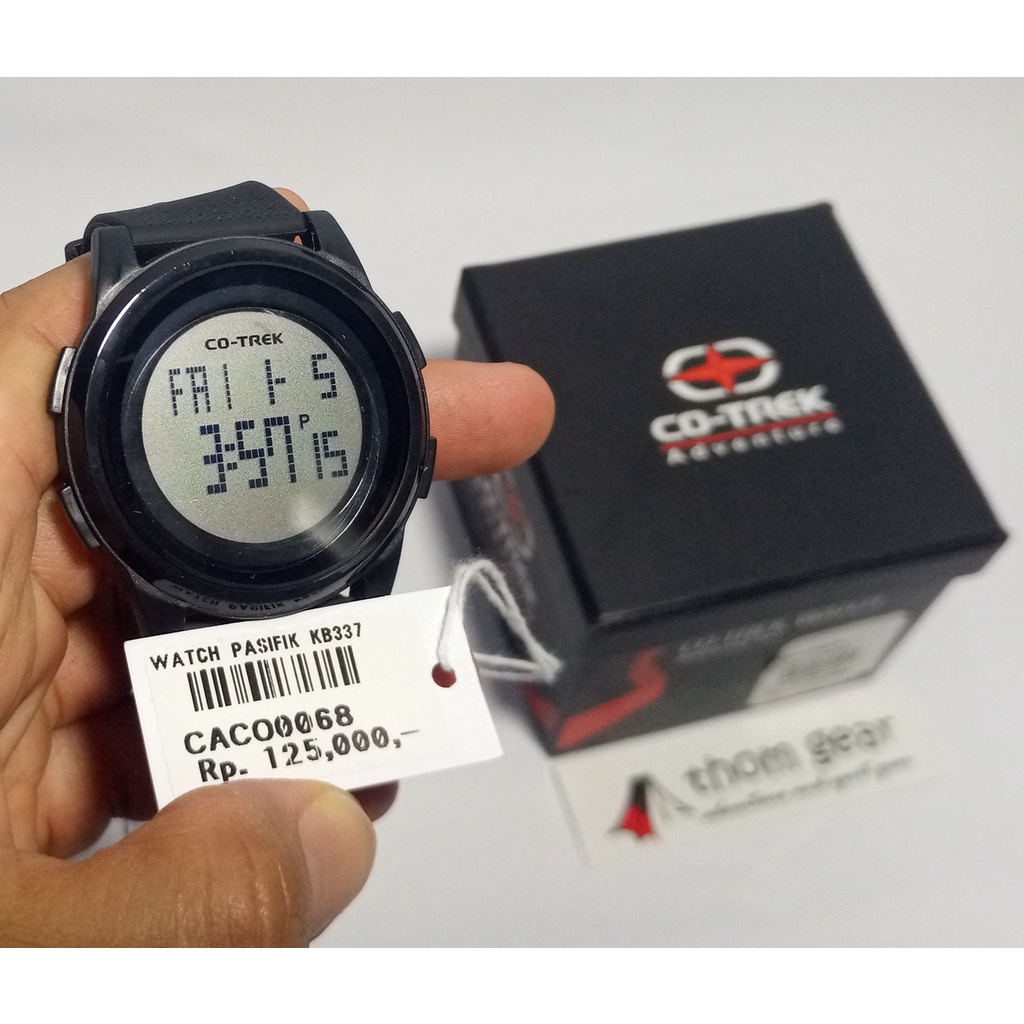 CO-TREK
FRI 1 1- 5
3:57 P 15
WATCH PASIFIK KB337
CACO0068
Rp. 125,000,-
CO-TREK
Adventure
thom gear